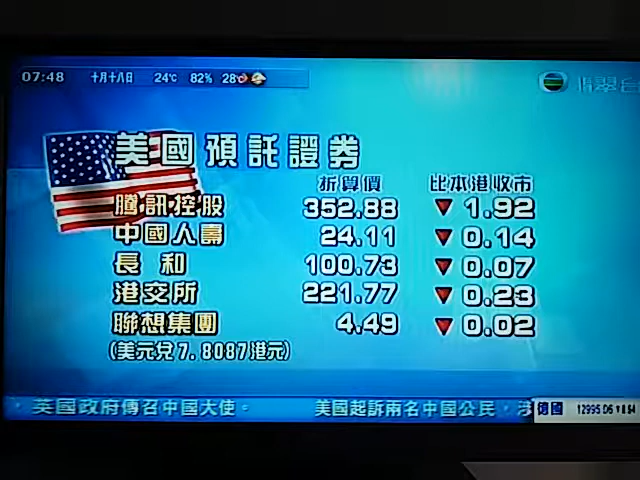 07:48 十月十八日 24℃ 82% 28℃
美國預託證券
折算價 比本港收市
騰訊控股 352.88 ▼ 1.92
中國人壽 24.11 ▼ 0.14
長和 100.73 ▼ 0.07
港交所 221.77 ▼ 0.23
聯想集團 4.49 ▼ 0.02
(美元兌7.8087港元)
英國政府傳召中國大使。 美國起訴兩名中國公民，涉 德國